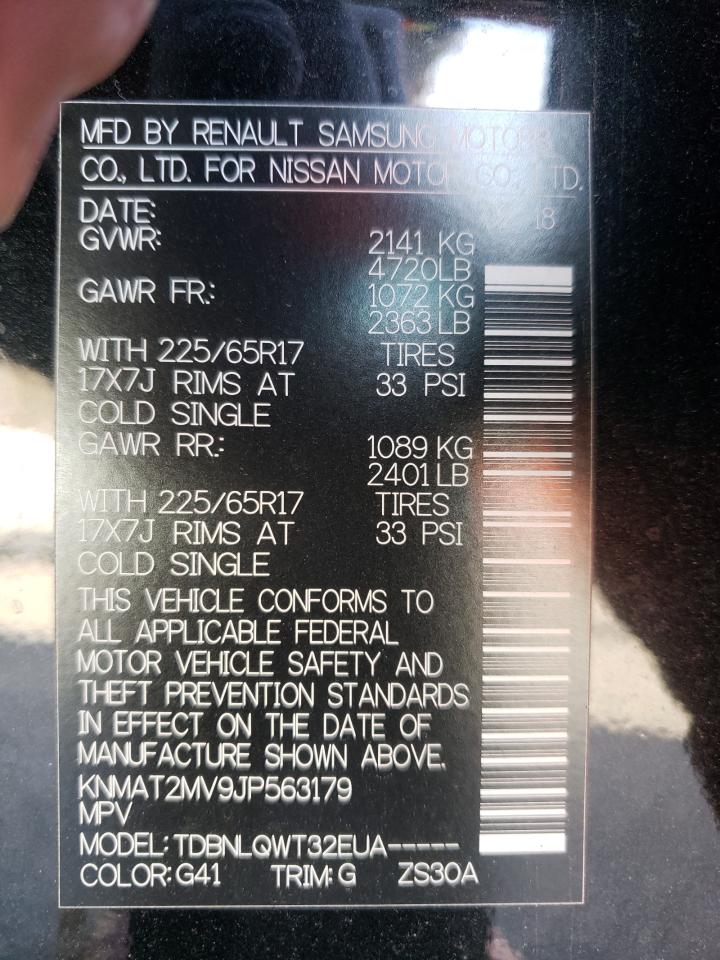 MFD BY RENAULT SAMSUNG MOTORS
CO., LTD. FOR NISSAN MOTOR CO., LTD.
DATE: 18
GVWR: 2141 KG
4720LB
GAWR FR.: 1072 KG
2363 LB
WITH 225/65R17 TIRES
17X7J RIMS AT 33 PSI
COLD SINGLE
GAWR RR.: 1089 KG
2401 LB
WITH 225/65R17 TIRES
17X7J RIMS AT 33 PSI
COLD SINGLE
THIS VEHICLE CONFORMS TO
ALL APPLICABLE FEDERAL
MOTOR VEHICLE SAFETY AND
THEFT PREVENTION STANDARDS
IN EFFECT ON THE DATE OF
MANUFACTURE SHOWN ABOVE.
KNMAT2MV9JP563179
MPV
MODEL: TDBNLQWT32EUA-----
COLOR: G41 TRIM: G ZS30A